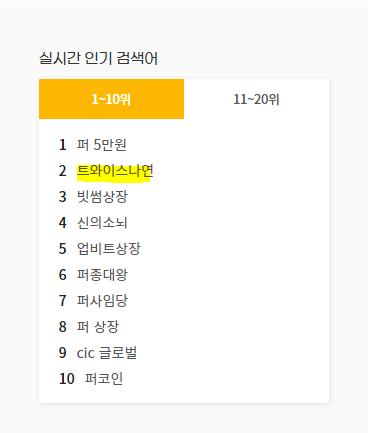 실시간 인기 검색어
1~10위 11~20위
1 퍼 5만원
2 트와이스나연
3 빗썸상장
4 신의소뇌
5 업비트상장
6 퍼종대왕
7 퍼사임당
8 퍼 상장
9 cic 글로벌
10 퍼코인